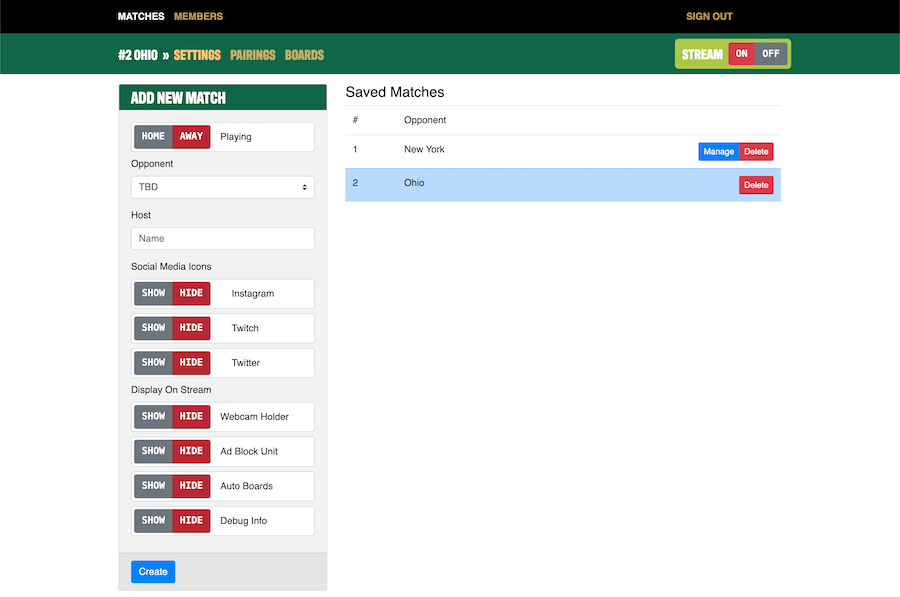 MATCHES MEMBERS SIGN OUT
#2 OHIO » SETTINGS PAIRINGS BOARDS STREAM ON OFF
ADD NEW MATCH
HOME AWAY Playing
Opponent
TBD
Host
Name
Social Media Icons
SHOW HIDE Instagram
SHOW HIDE Twitch
SHOW HIDE Twitter
Display On Stream
SHOW HIDE Webcam Holder
SHOW HIDE Ad Block Unit
SHOW HIDE Auto Boards
SHOW HIDE Debug Info
Create
Saved Matches
# Opponent
1 New York Manage Delete
2 Ohio Delete